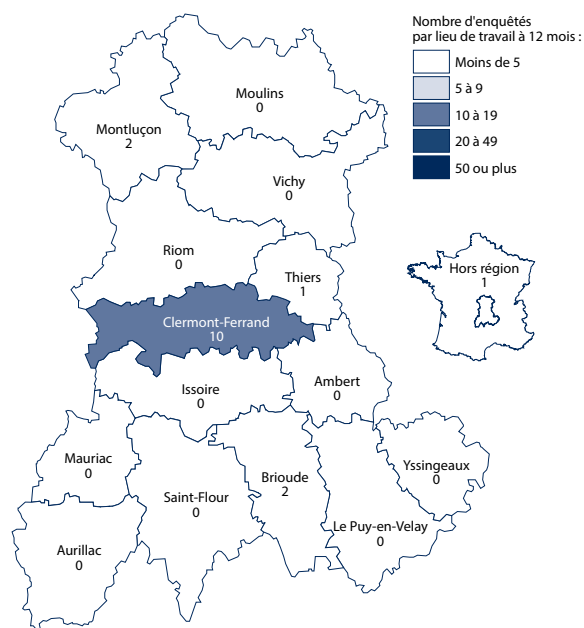 Nombre d'enquêtés
par lieu de travail à 12 mois :
Moins de 5
5 à 9
10 à 19
20 à 49
50 ou plus
Moulins
0
Montluçon
2
Vichy
0
Riom
0
Thiers
1
Hors région
1
Clermont-Ferrand
10
Issoire
0
Ambert
0
Mauriac
0
Saint-Flour
0
Brioude
2
Yssingeaux
0
Le Puy-en-Velay
0
Aurillac
0